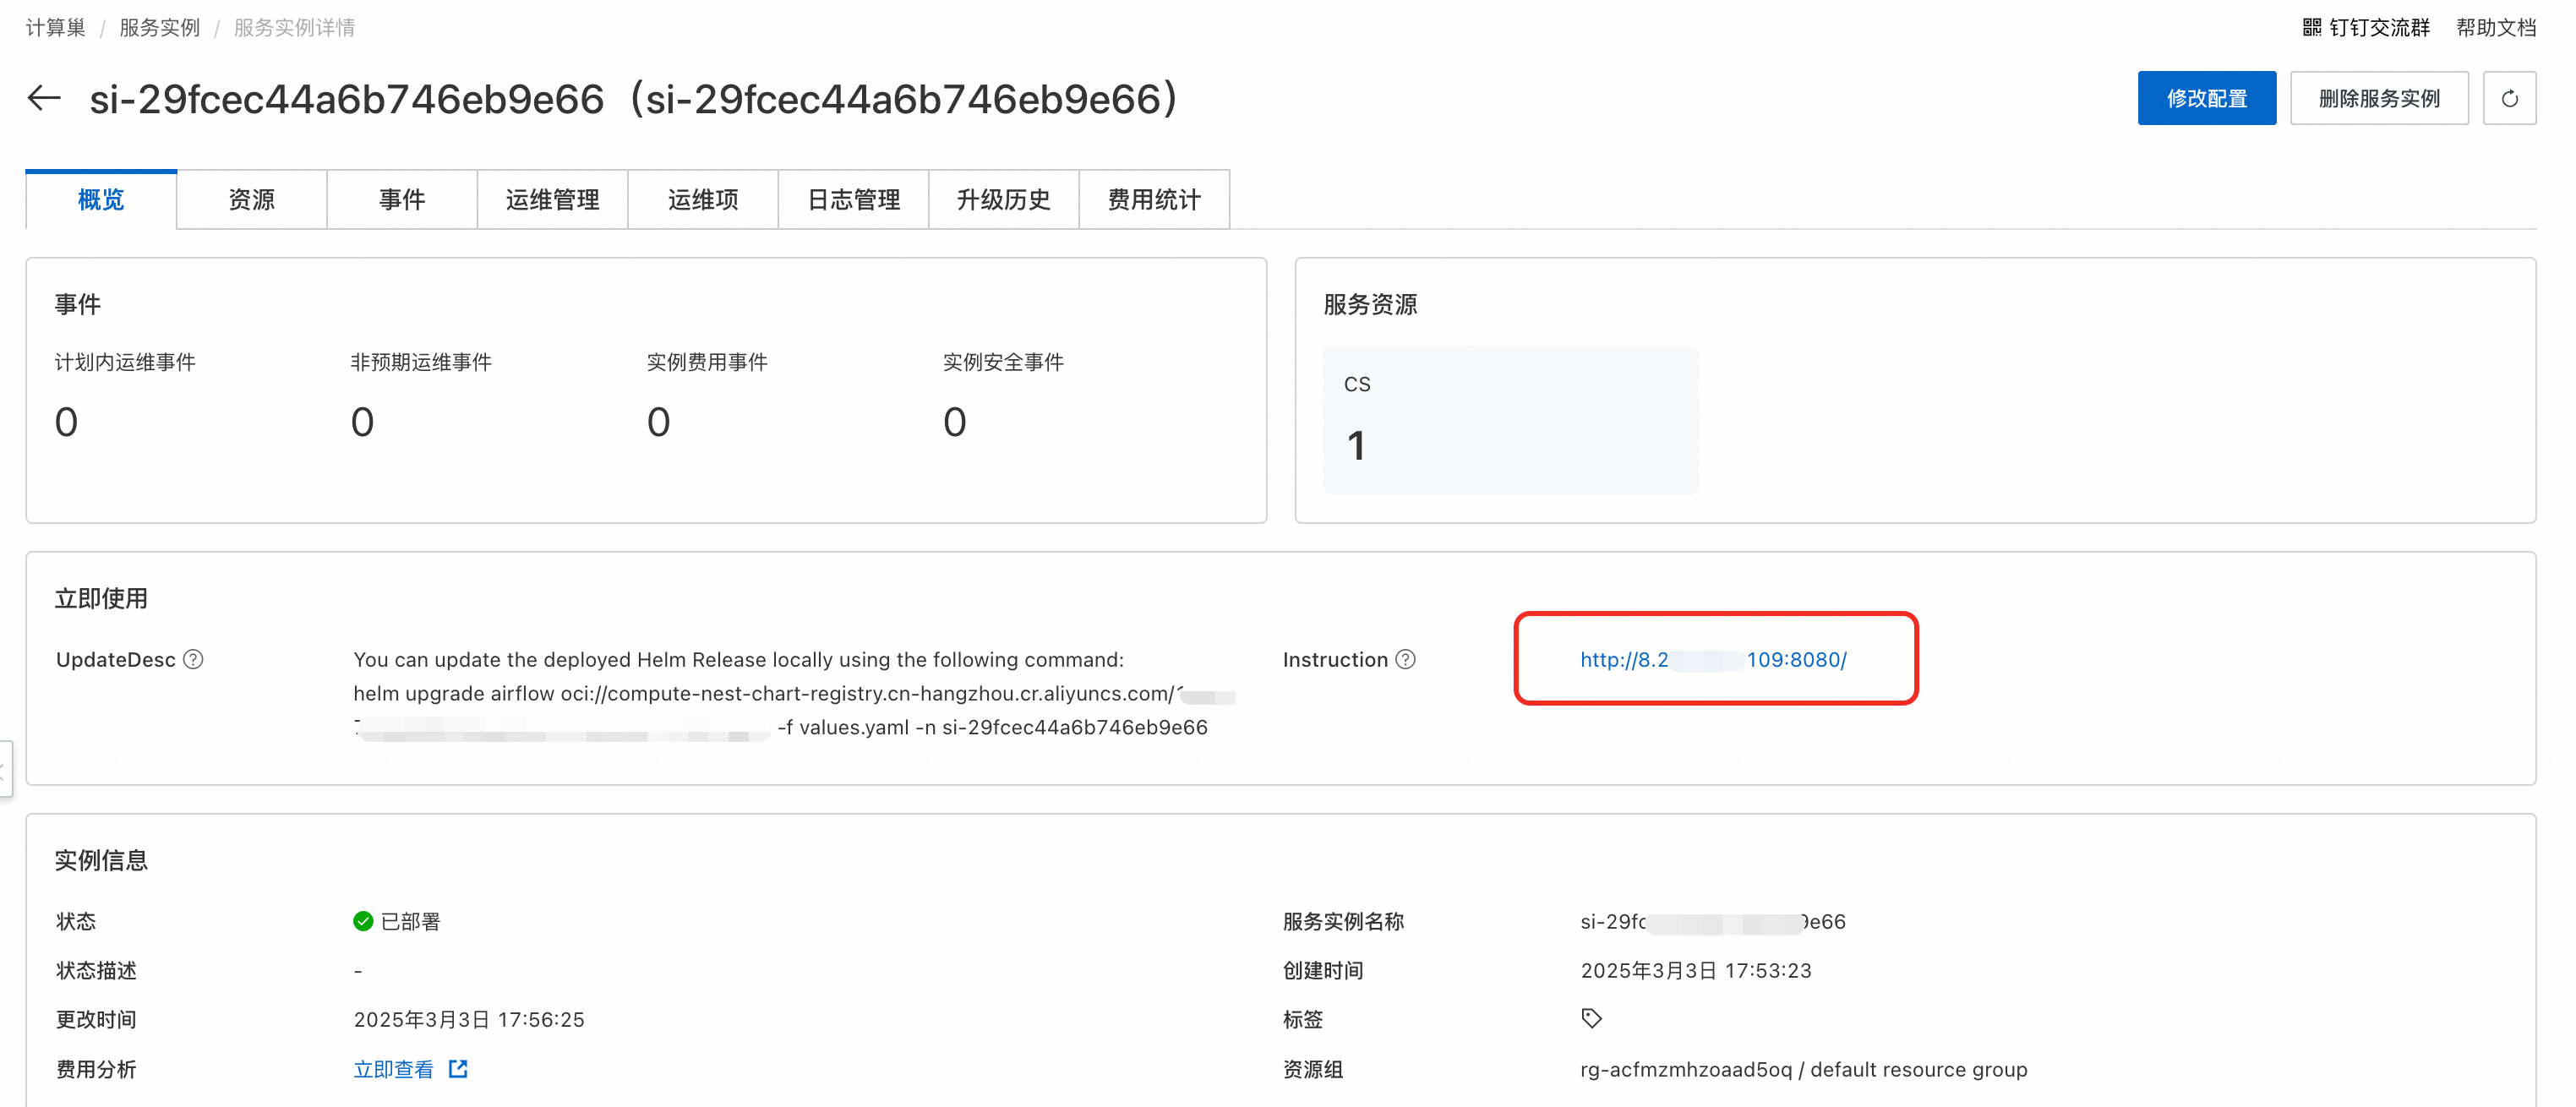 计算巢 / 服务实例 / 服务实例详情
钉钉交流群 帮助文档
si-29fcec44a6b746eb9e66（si-29fcec44a6b746eb9e66）
修改配置 删除服务实例
概览 资源 事件 运维管理 运维项 日志管理 升级历史 费用统计
事件
计划内运维事件 非预期运维事件 实例费用事件 实例安全事件
0 0 0 0
服务资源
CS
1
立即使用
UpdateDesc
You can update the deployed Helm Release locally using the following command:
helm upgrade airflow oci://compute-nest-chart-registry.cn-hangzhou.cr.aliyuncs.com/
-f values.yaml -n si-29fcec44a6b746eb9e66
Instruction
http://8.2 109:8080/
实例信息
状态 已部署
服务实例名称 si-29fc 9e66
状态描述 -
创建时间 2025年3月3日 17:53:23
更改时间 2025年3月3日 17:56:25
标签
费用分析 立即查看
资源组 rg-acfmzmhzoaad5oq / default resource group